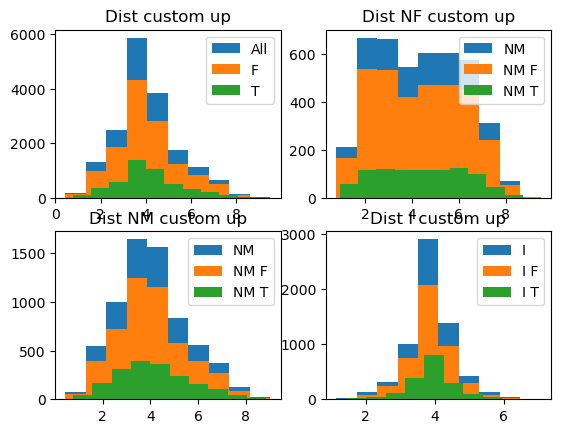 Dist custom up
6000
4000
2000
0
0 2 4 6 8
All
F
T
Dist NF custom up
600
400
200
0
2 4 6 8
NM
NM F
NM T
Dist NM custom up
1500
1000
500
0
2 4 6 8
NM
NM F
NM T
Dist I custom up
3000
2000
1000
0
2 4 6
I
I F
I T